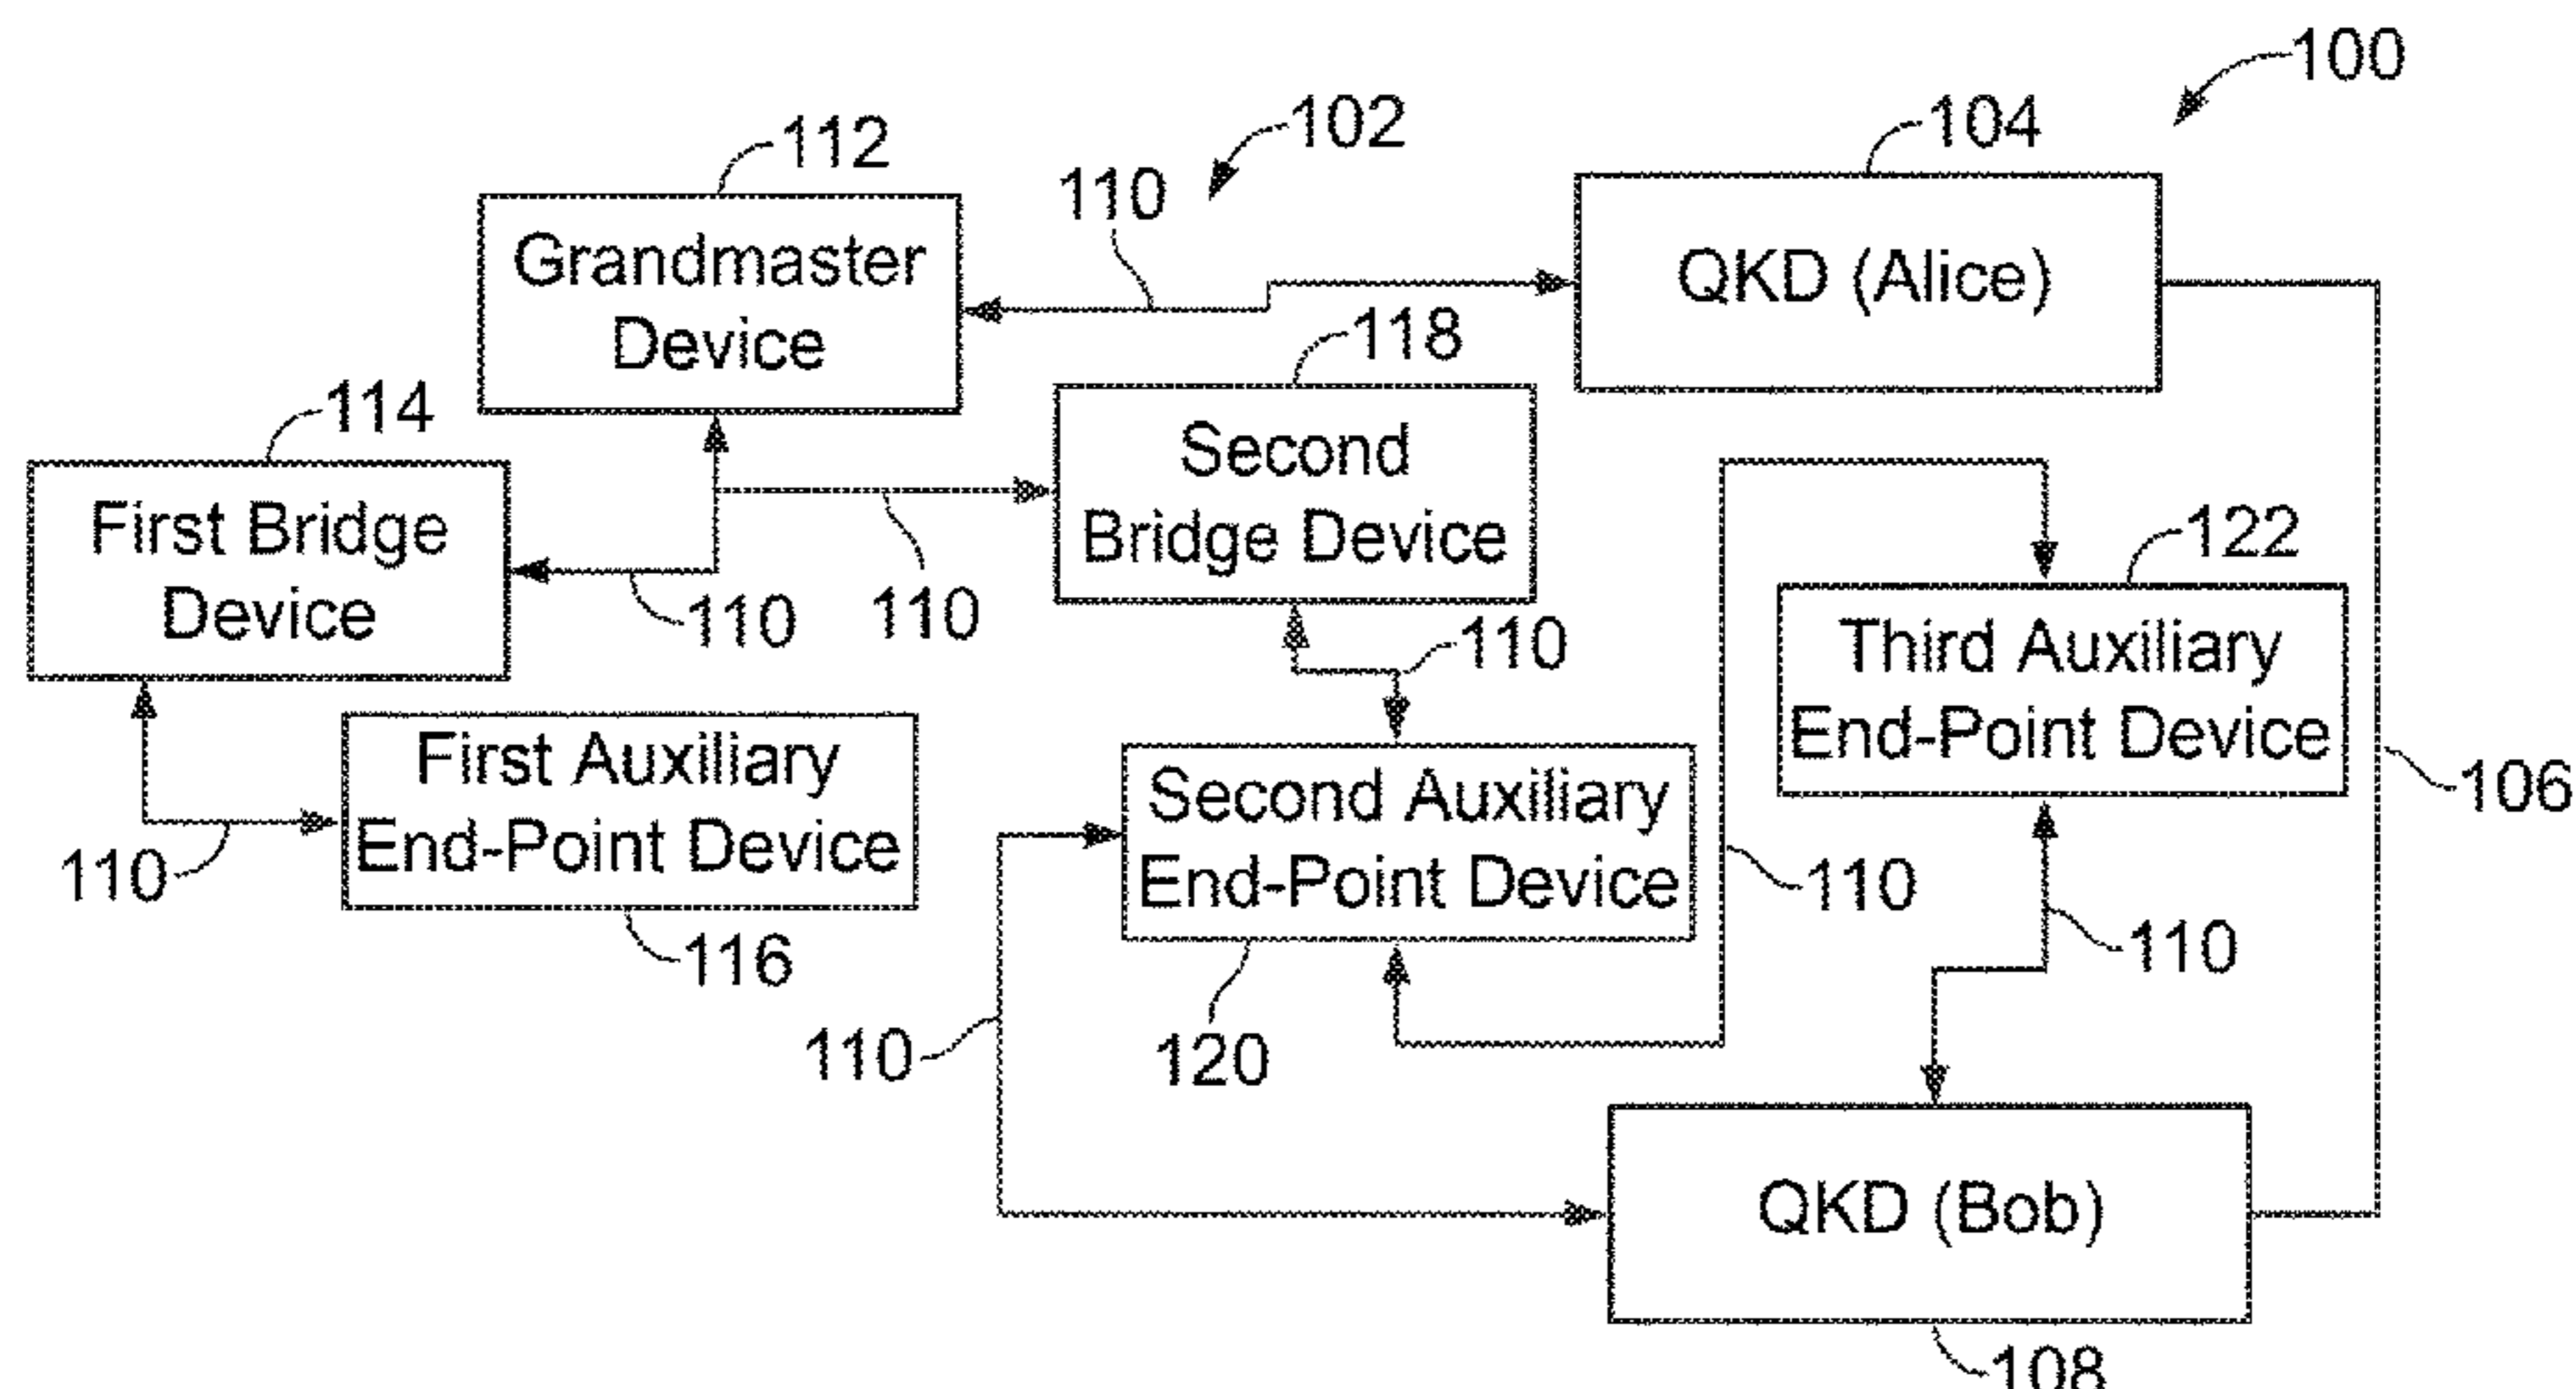 100
102
104
112
110
Grandmaster
Device
QKD (Alice)
118
114
Second
Bridge Device
First Bridge
Device
122
110
110
110
Third Auxiliary
End-Point Device
First Auxiliary
End-Point Device
Second Auxiliary
End-Point Device
106
110
110
116
110
110
120
QKD (Bob)
108